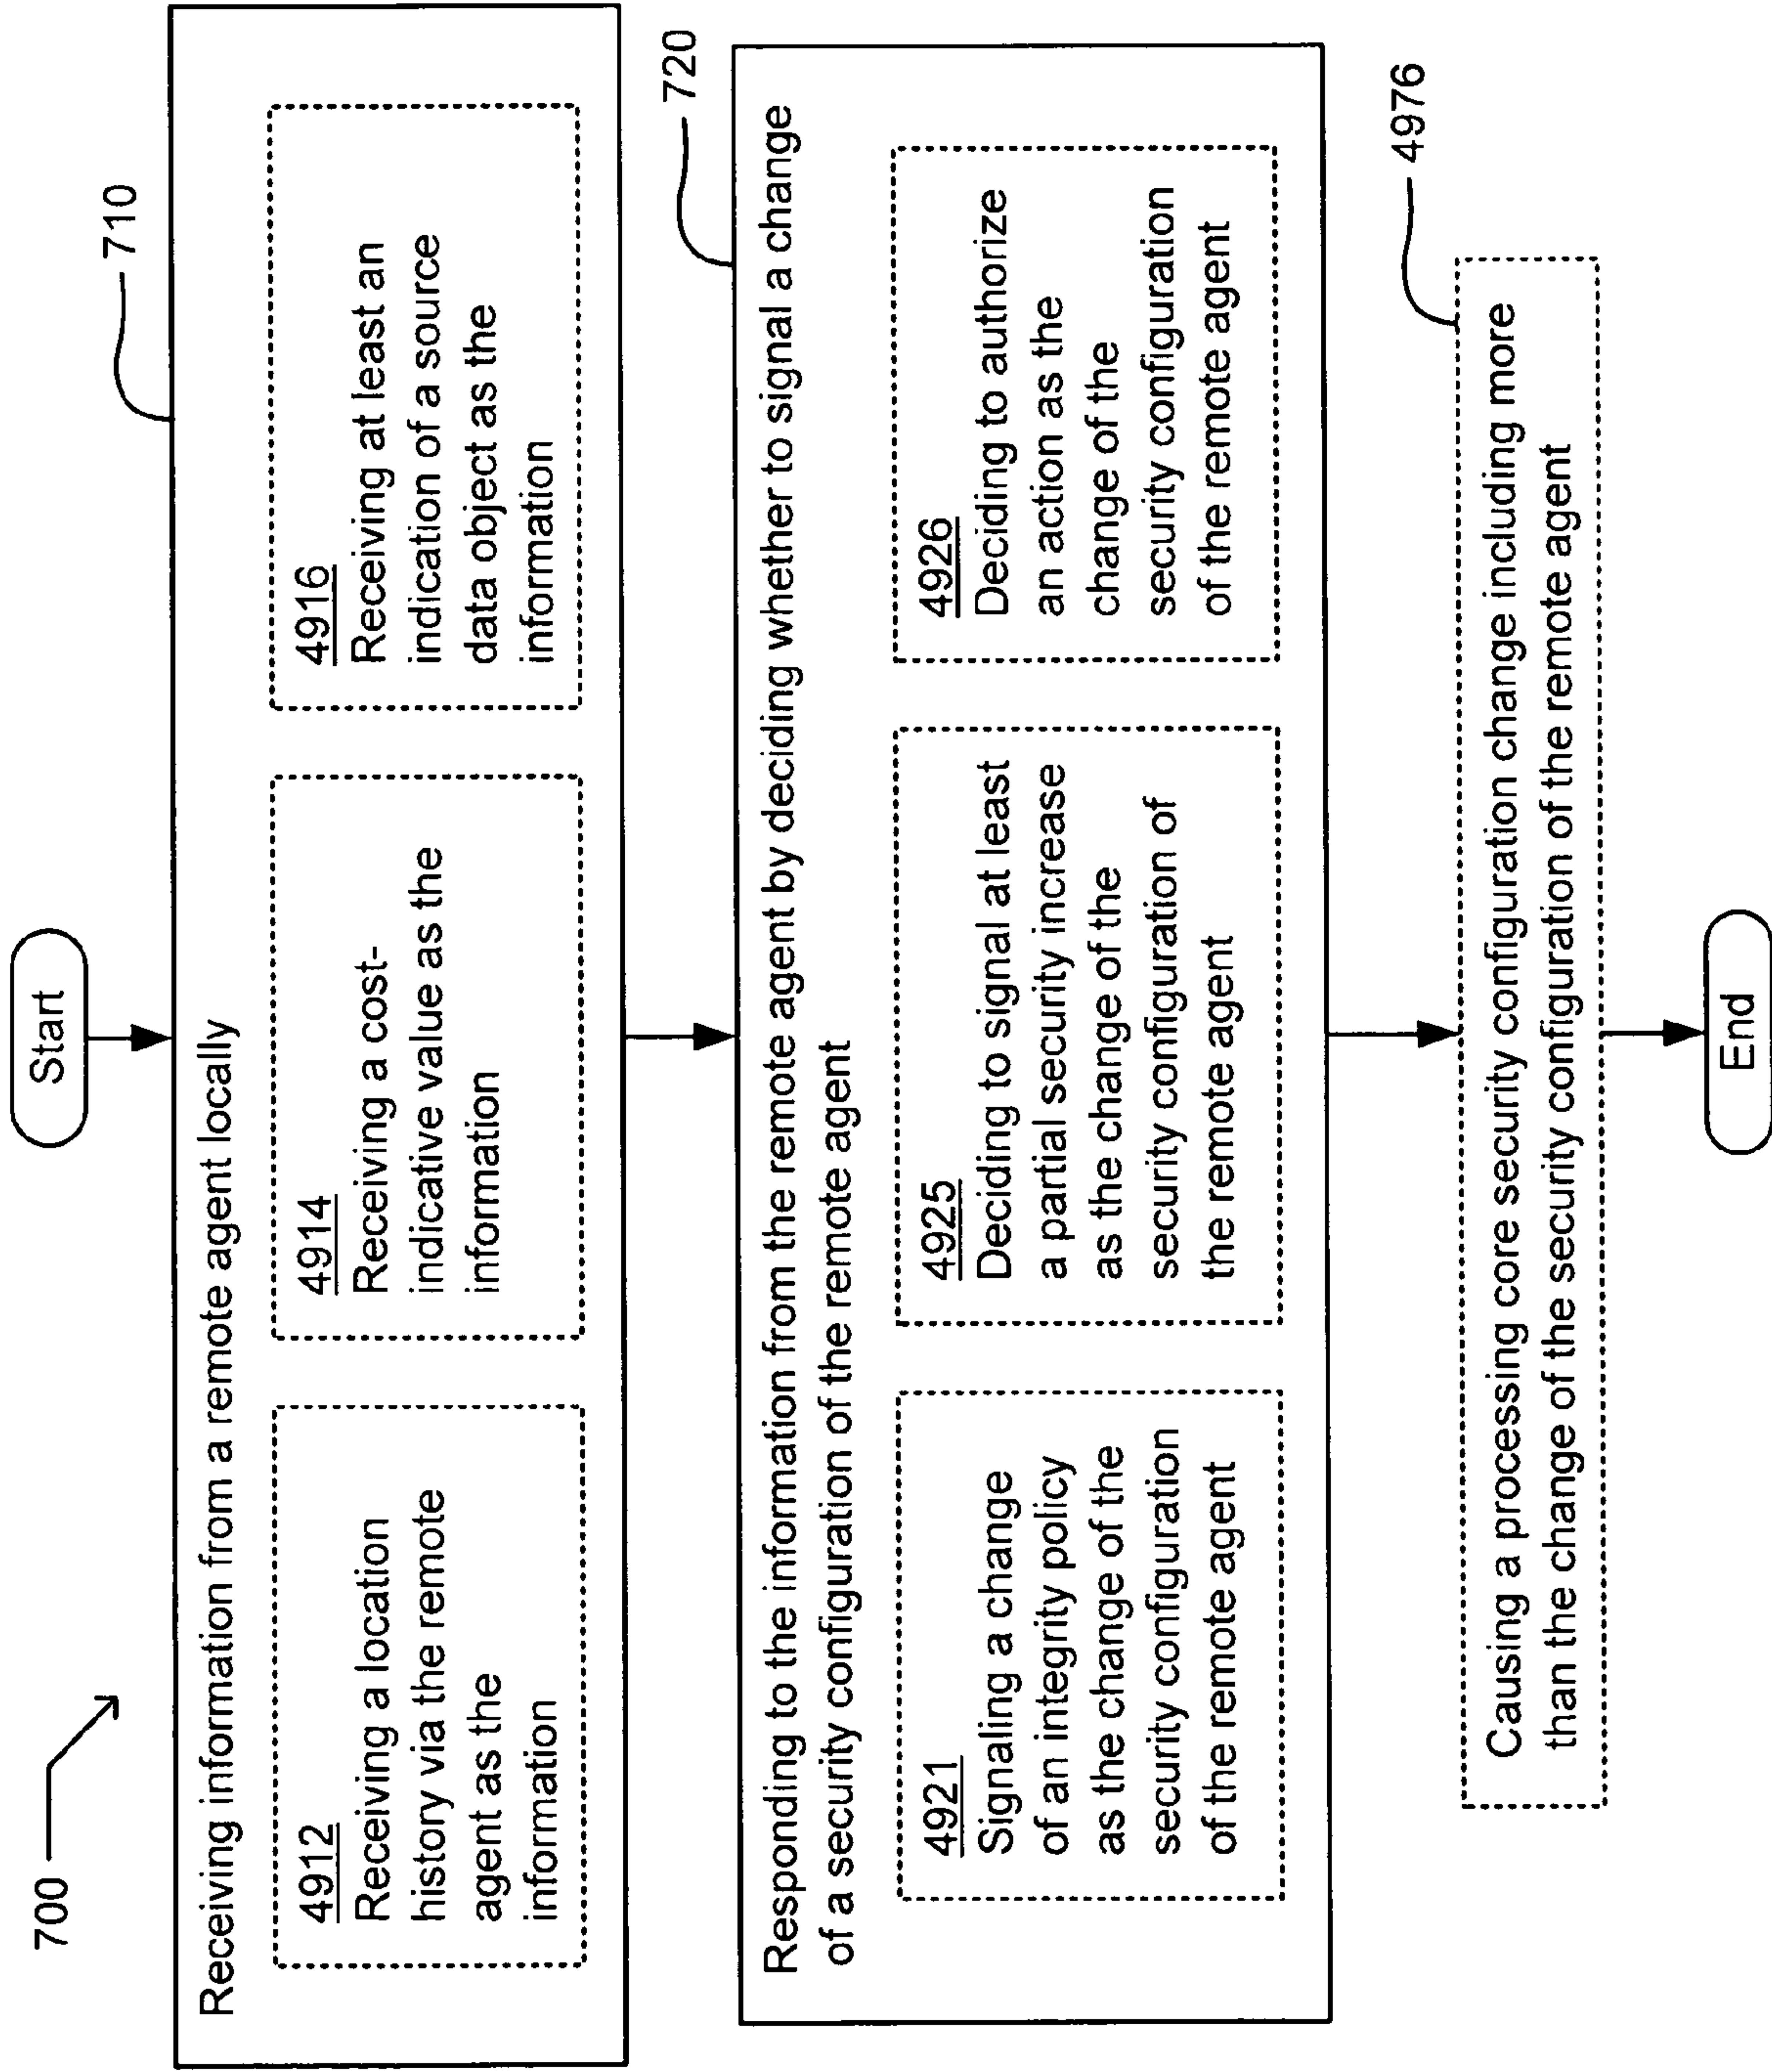 700
Start
710
Receiving information from a remote agent locally
4912
Receiving a location
history via the remote
agent as the
information
4914
Receiving a cost-
indicative value as the
information
4916
Receiving at least an
indication of a source
data object as the
information
720
Responding to the information from the remote agent by deciding whether to signal a change
of a security configuration of the remote agent
4921
Signaling a change
of an integrity policy
as the change of the
security configuration
of the remote agent
4925
Deciding to signal at least
a partial security increase
as the change of the
security configuration of
the remote agent
4926
Deciding to authorize
an action as the
change of the
security configuration
of the remote agent
4976
Causing a processing core security configuration change including more
than the change of the security configuration of the remote agent
End